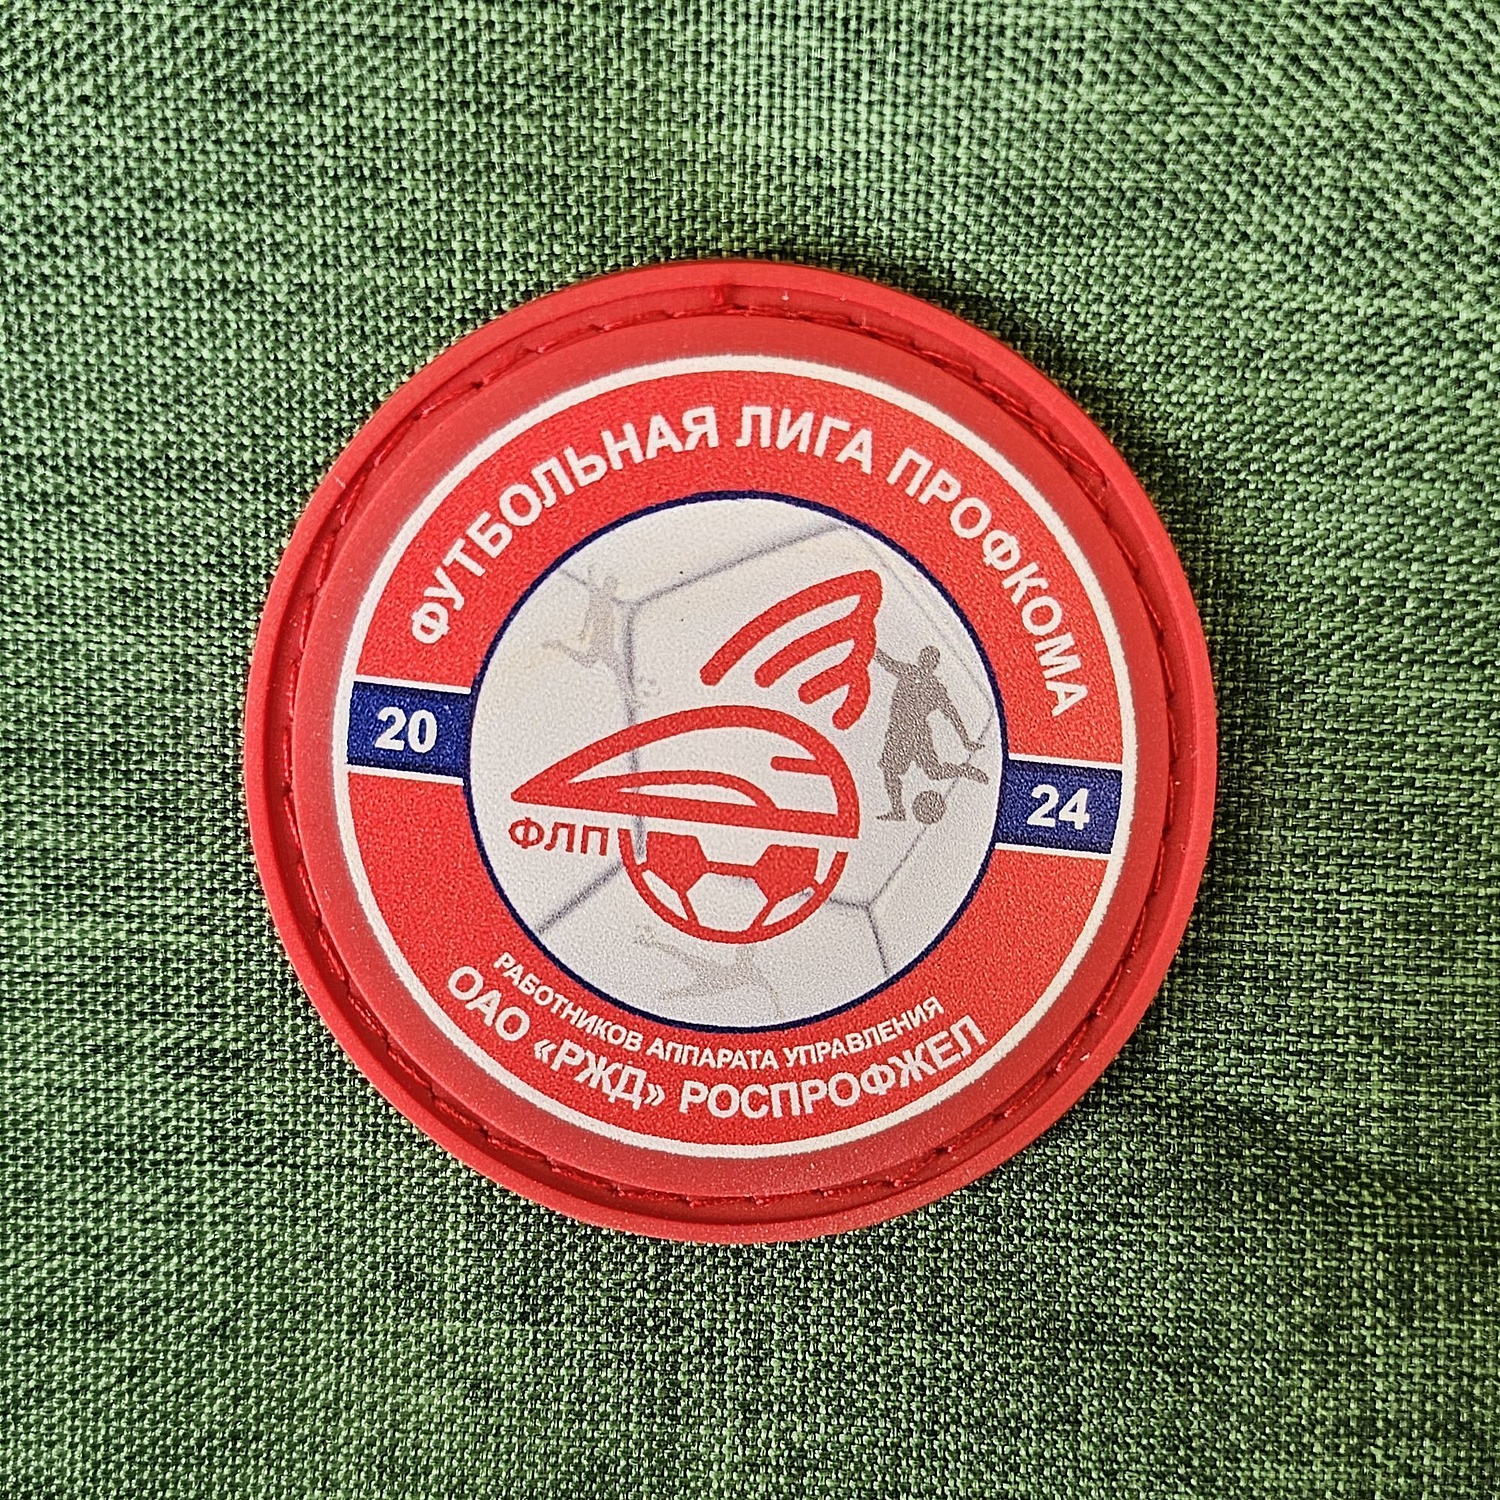 ФУТБОЛЬНАЯ ЛИГА ПРОФКОМА
20
24
ФЛП
РАБОТНИКОВ АППАРАТА УПРАВЛЕНИЯ
ОАО «РЖД» РОСПРОФЖЕЛ